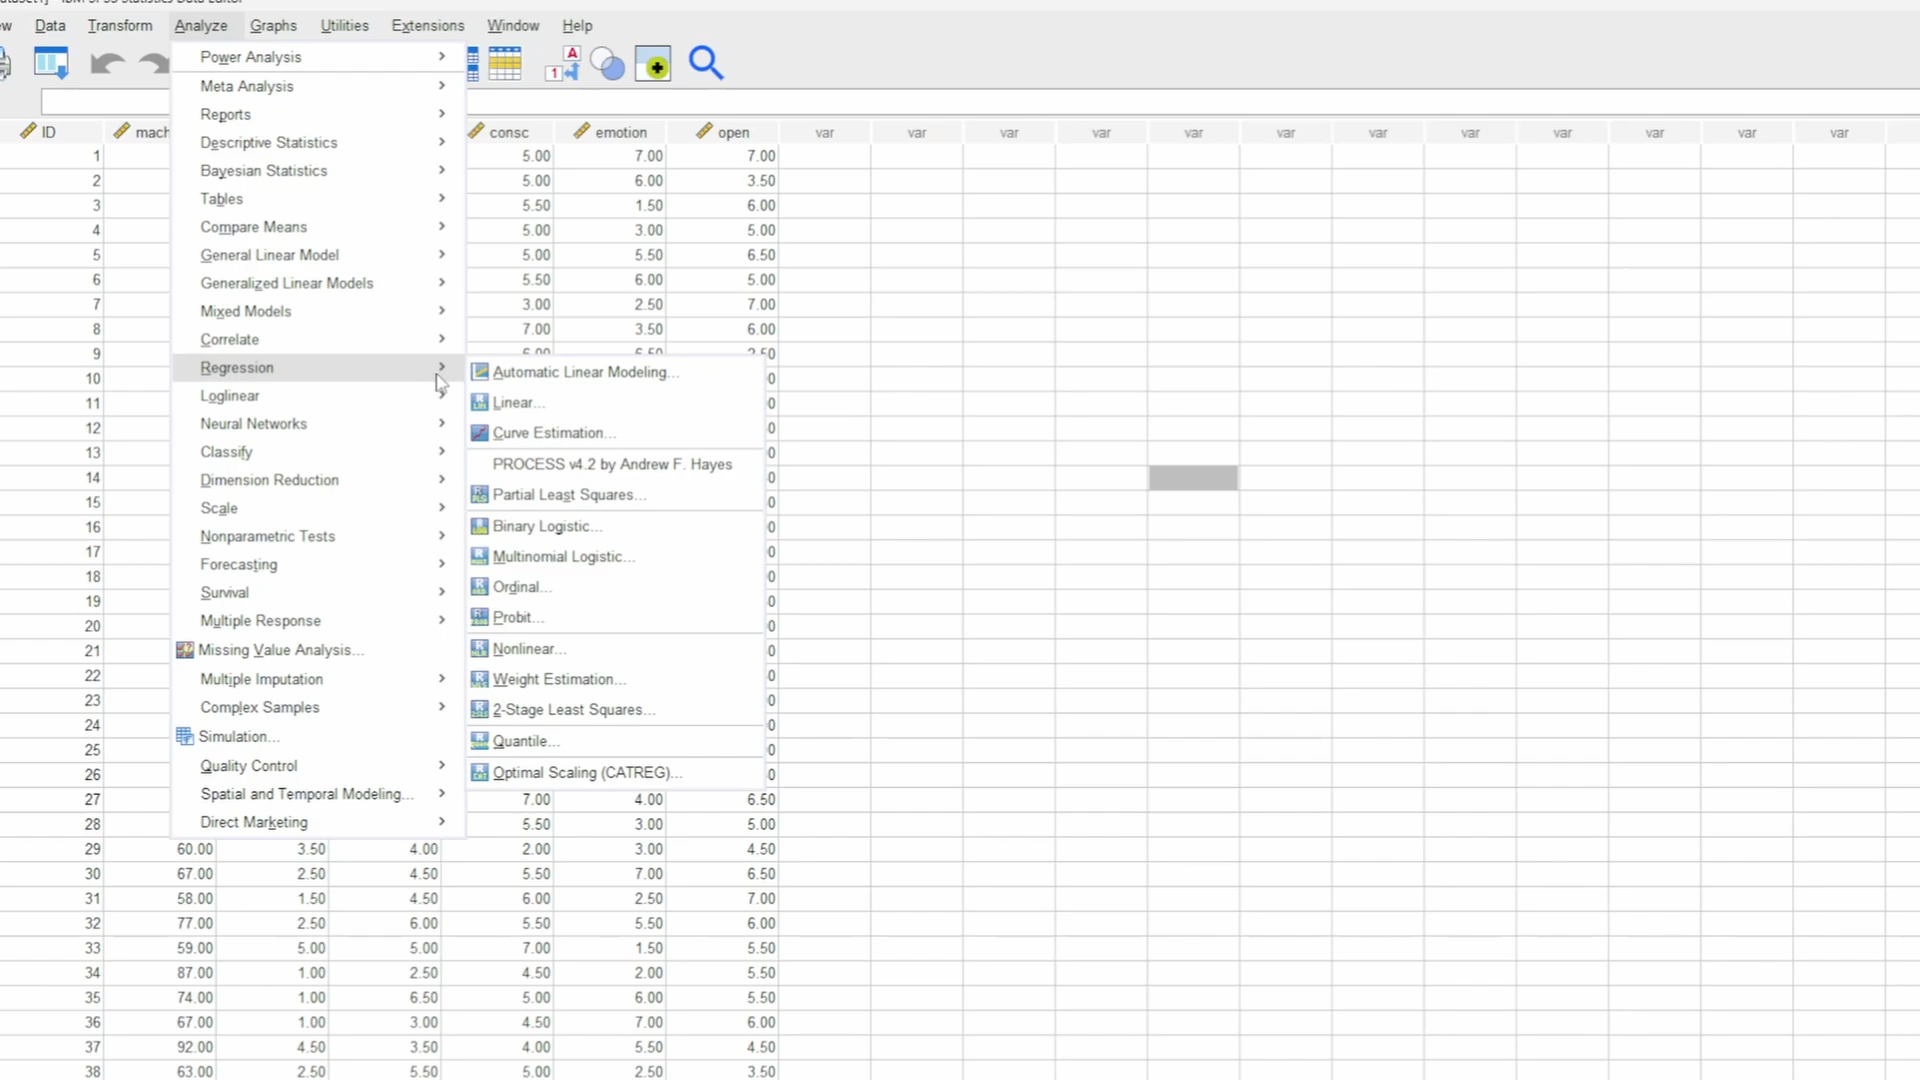 IBM SPSS Statistics Data Editor
Data Transform Analyze Graphs Utilities Extensions Window Help
Power Analysis
Meta Analysis
Reports
Descriptive Statistics
Bayesian Statistics
Tables
Compare Means
General Linear Model
Generalized Linear Models
Mixed Models
Correlate
Regression
Loglinear
Neural Networks
Classify
Dimension Reduction
Scale
Nonparametric Tests
Forecasting
Survival
Multiple Response
Missing Value Analysis...
Multiple Imputation
Complex Samples
Simulation...
Quality Control
Spatial and Temporal Modeling...
Direct Marketing
Automatic Linear Modeling...
Linear...
Curve Estimation...
PROCESS v4.2 by Andrew F. Hayes
Partial Least Squares...
Binary Logistic...
Multinomial Logistic...
Ordinal...
Probit...
Nonlinear...
Weight Estimation...
2-Stage Least Squares...
Quantile...
Optimal Scaling (CATREG)...
ID mach consc emotion open var var var var var var var var var var var var
1 5.00 7.00 7.00
2 5.00 6.00 3.50
3 5.50 1.50 6.00
4 5.00 3.00 5.00
5 5.00 5.50 6.50
6 5.50 6.00 5.00
7 3.00 2.50 7.00
8 7.00 3.50 6.00
9
10
11
12
13
14
15
16
17
18
19
20
21
22
23
24
25
26
27 7.00 4.00 6.50
28 5.50 3.00 5.00
29 60.00 3.50 4.00 2.00 3.00 4.50
30 67.00 2.50 4.50 5.50 7.00 6.50
31 58.00 1.50 4.50 6.00 2.50 7.00
32 77.00 2.50 6.00 5.50 5.50 6.00
33 59.00 5.00 5.00 7.00 1.50 5.50
34 87.00 1.00 2.50 4.50 2.00 5.50
35 74.00 1.00 6.50 5.00 6.00 5.50
36 67.00 1.00 3.00 4.50 7.00 6.00
37 92.00 4.50 3.50 4.00 5.50 4.50
38 63.00 2.50 5.50 5.00 2.50 3.50